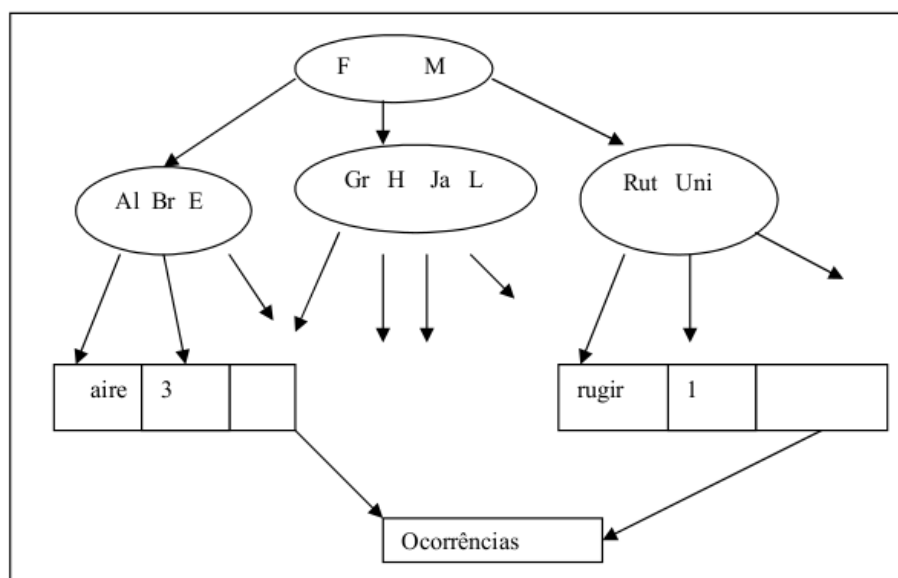 F M
Al Br E
Gr H Ja L
Rut Uni
aire 3
rugir 1
Ocorrências